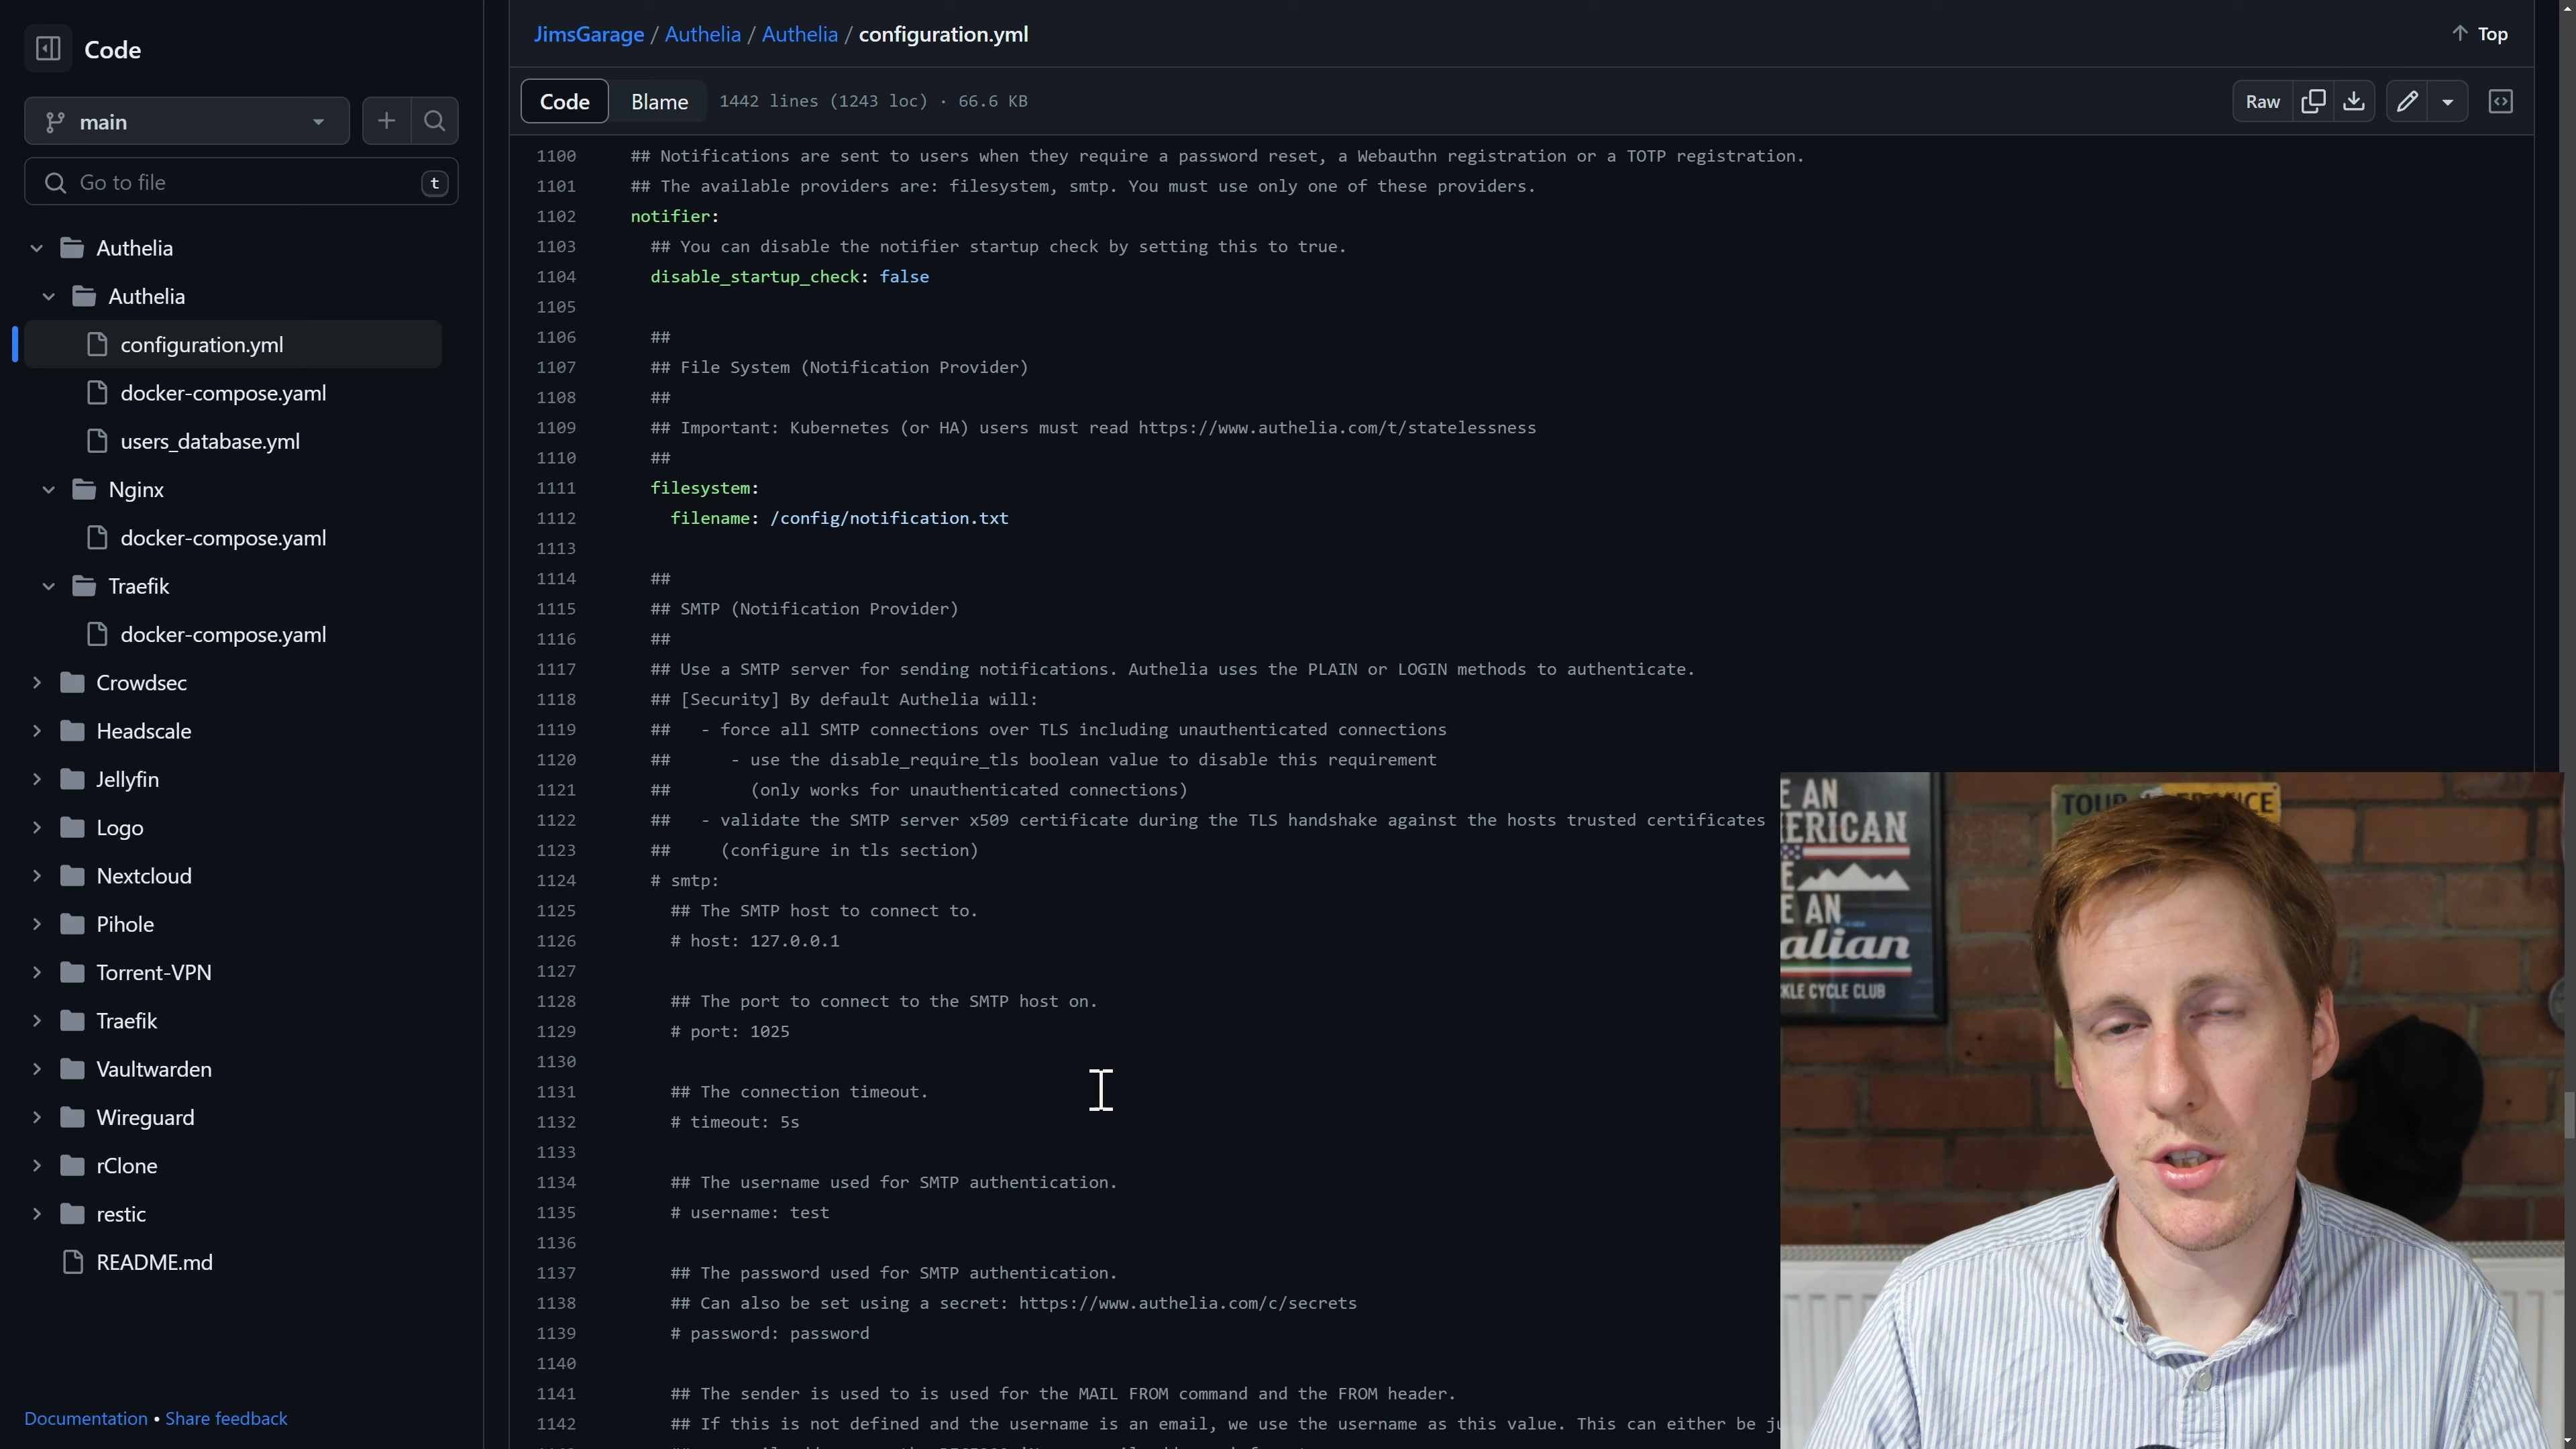 Code
main
Go to file
t
Authelia
Authelia
configuration.yml
docker-compose.yaml
users_database.yml
Nginx
docker-compose.yaml
Traefik
docker-compose.yaml
Crowdsec
Headscale
Jellyfin
Logo
Nextcloud
Pihole
Torrent-VPN
Traefik
Vaultwarden
Wireguard
rClone
restic
README.md
Documentation • Share feedback
JimsGarage / Authelia / Authelia / configuration.yml
Top
Code Blame 1442 lines (1243 loc) · 66.6 KB
Raw
1100 ## Notifications are sent to users when they require a password reset, a Webauthn registration or a TOTP registration.
1101 ## The available providers are: filesystem, smtp. You must use only one of these providers.
1102 notifier:
1103 ## You can disable the notifier startup check by setting this to true.
1104 disable_startup_check: false
1105
1106 ##
1107 ## File System (Notification Provider)
1108 ##
1109 ## Important: Kubernetes (or HA) users must read https://www.authelia.com/t/statelessness
1110 ##
1111 filesystem:
1112 filename: /config/notification.txt
1113
1114 ##
1115 ## SMTP (Notification Provider)
1116 ##
1117 ## Use a SMTP server for sending notifications. Authelia uses the PLAIN or LOGIN methods to authenticate.
1118 ## [Security] By default Authelia will:
1119 ## - force all SMTP connections over TLS including unauthenticated connections
1120 ## - use the disable_require_tls boolean value to disable this requirement
1121 ## (only works for unauthenticated connections)
1122 ## - validate the SMTP server x509 certificate during the TLS handshake against the hosts trusted certificates
1123 ## (configure in tls section)
1124 # smtp:
1125 ## The SMTP host to connect to.
1126 # host: 127.0.0.1
1127
1128 ## The port to connect to the SMTP host on.
1129 # port: 1025
1130
1131 ## The connection timeout.
1132 # timeout: 5s
1133
1134 ## The username used for SMTP authentication.
1135 # username: test
1136
1137 ## The password used for SMTP authentication.
1138 ## Can also be set using a secret: https://www.authelia.com/c/secrets
1139 # password: password
1140
1141 ## The sender is used to is used for the MAIL FROM command and the FROM header.
1142 ## If this is not defined and the username is an email, we use the username as this value. This can either be
E AN
ERICAN
E
E AN
alian
KLE CYCLE CLUB
TOUR